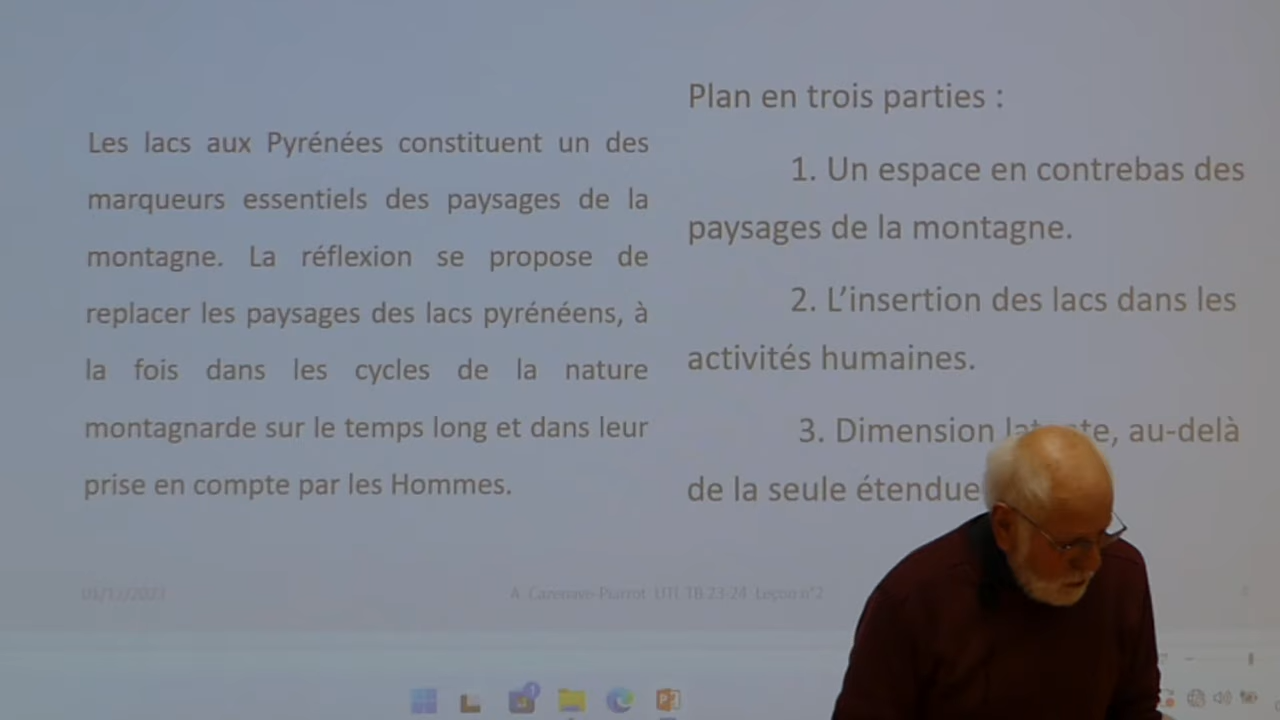 Les lacs aux Pyrénées constituent un des
marqueurs essentiels des paysages de la
montagne. La réflexion se propose de
replacer les paysages des lacs pyrénéens, à
la fois dans les cycles de la nature
montagnarde sur le temps long et dans leur
prise en compte par les Hommes.
Plan en trois parties :
1. Un espace en contrebas des
paysages de la montagne.
2. L’insertion des lacs dans les
activités humaines.
3. Dimension, au-delà
de la seule étendue
A. Cazenave-Piarrot UTL TB 23-24 Leçon n°2